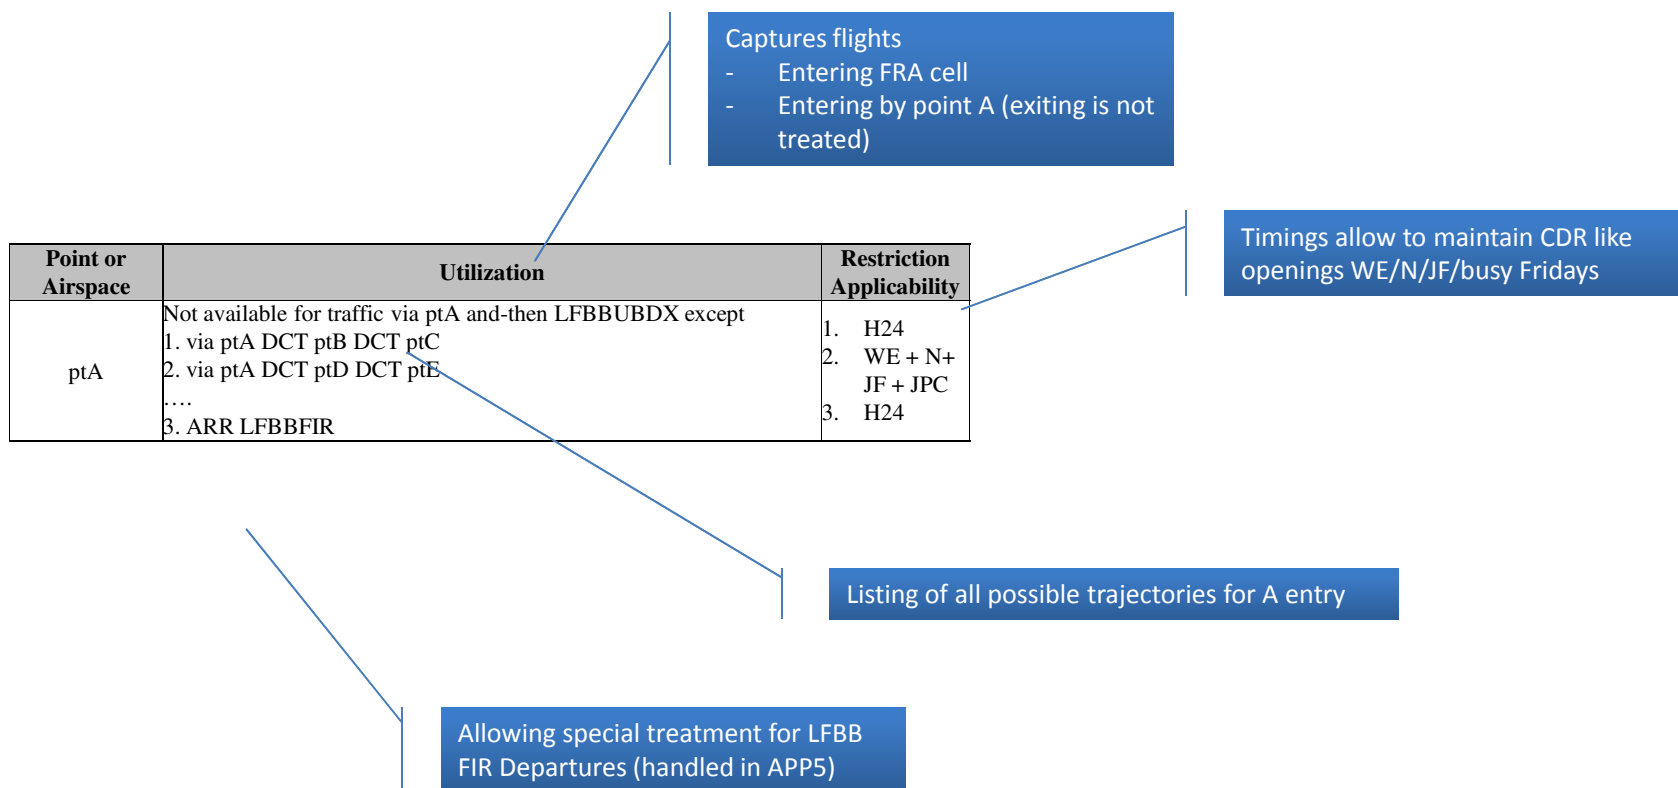 Captures flights
- Entering FRA cell
- Entering by point A (exiting is not
treated)
Timings allow to maintain CDR like
openings WE/N/JF/busy Fridays
Point or
Airspace
Utilization
Restriction
Applicability
ptA
Not available for traffic via ptA and-then LFBBUBDX except
1. via ptA DCT ptB DCT ptC
2. via ptA DCT ptD DCT ptE
....
3. ARR LFBBFIR
1. H24
2. WE + N+
JF + JPC
3. H24
Listing of all possible trajectories for A entry
Allowing special treatment for LFBB
FIR Departures (handled in APP5)